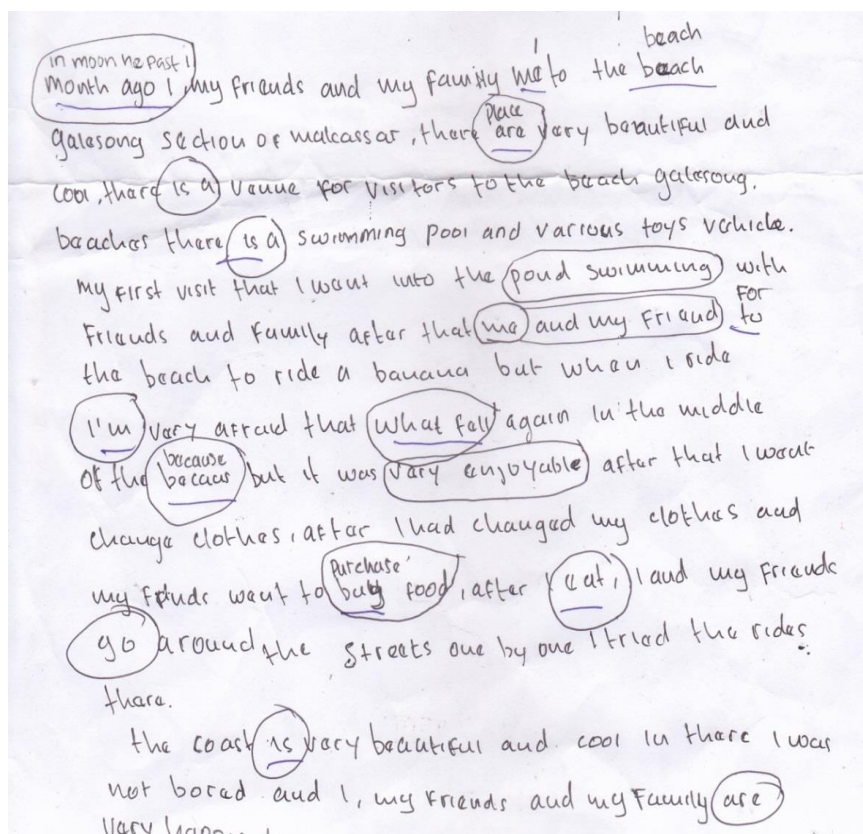 beach
in moon he past 1
month ago I, my friends and my family me to the beach
galesong section of makassar, there are very beautiful and
place
cool, there is a venue for visitors to the beach galesong.
beaches there is a swimming pool and various toys vehicle.
my first visit that I went into the pond swimming with
for
Friends and Family after that me and my Friend to
the beach to ride a banana but when I ride
I'm very afraid that what fell again in the middle
because
of the becaus but it was very enjoyable after that I went
change clothes, after I had changed my clothes and
purchase
my friends went to buy food, after I eat, I and my friends
go around the streets one by one I tried the rides
there.
the coast is very beautiful and cool in there I was
not bored and I, my friends and my family are
very